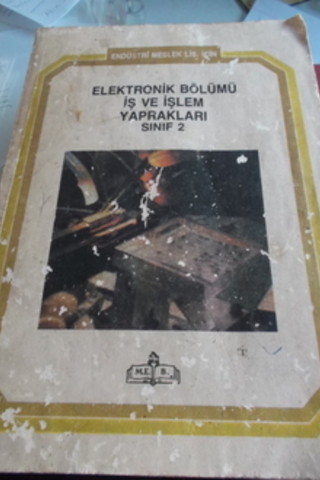 ENDÜSTRİ MESLEK LİS. İÇİN
ELEKTRONİK BÖLÜMÜ
İŞ VE İŞLEM
YAPRAKLARI
SINIF 2
M.E. B.